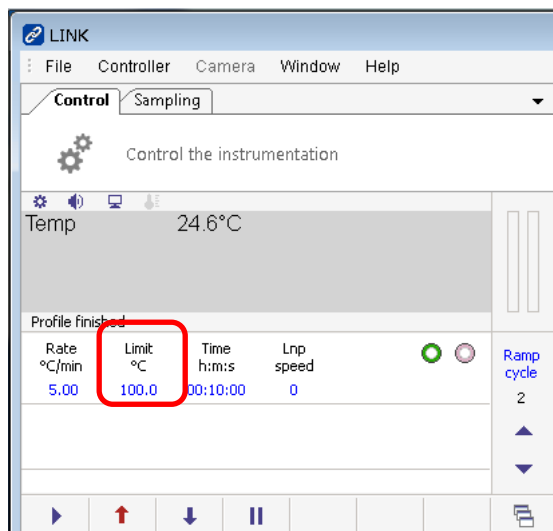 LINK
File Controller Camera Window Help
Control Sampling
Control the instrumentation
Temp 24.6°C
Profile finished
Rate Limit Time Lnp Ramp
°C/min °C h:m:s speed cycle
5.00 100.0 00:10:00 0 2